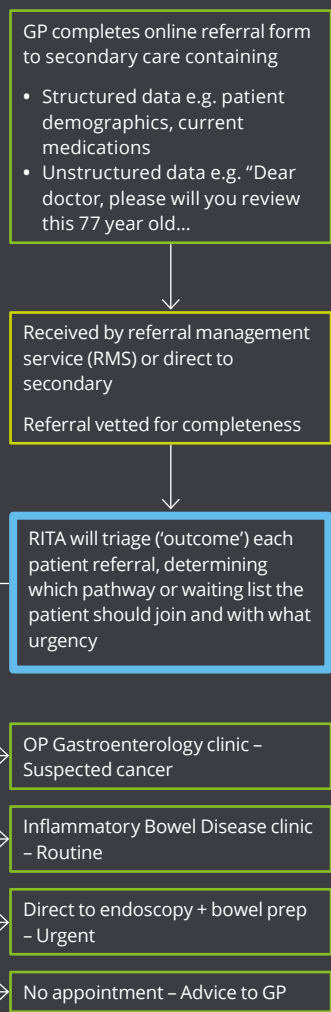 GP completes online referral form
to secondary care containing
• Structured data e.g. patient
demographics, current
medications
• Unstructured data e.g. “Dear
doctor, please will you review
this 77 year old...
Received by referral management
service (RMS) or direct to
secondary
Referral vetted for completeness
RITA will triage (‘outcome’) each
patient referral, determining
which pathway or waiting list the
patient should join and with what
urgency
OP Gastroenterology clinic –
Suspected cancer
Inflammatory Bowel Disease clinic
– Routine
Direct to endoscopy + bowel prep
– Urgent
No appointment – Advice to GP